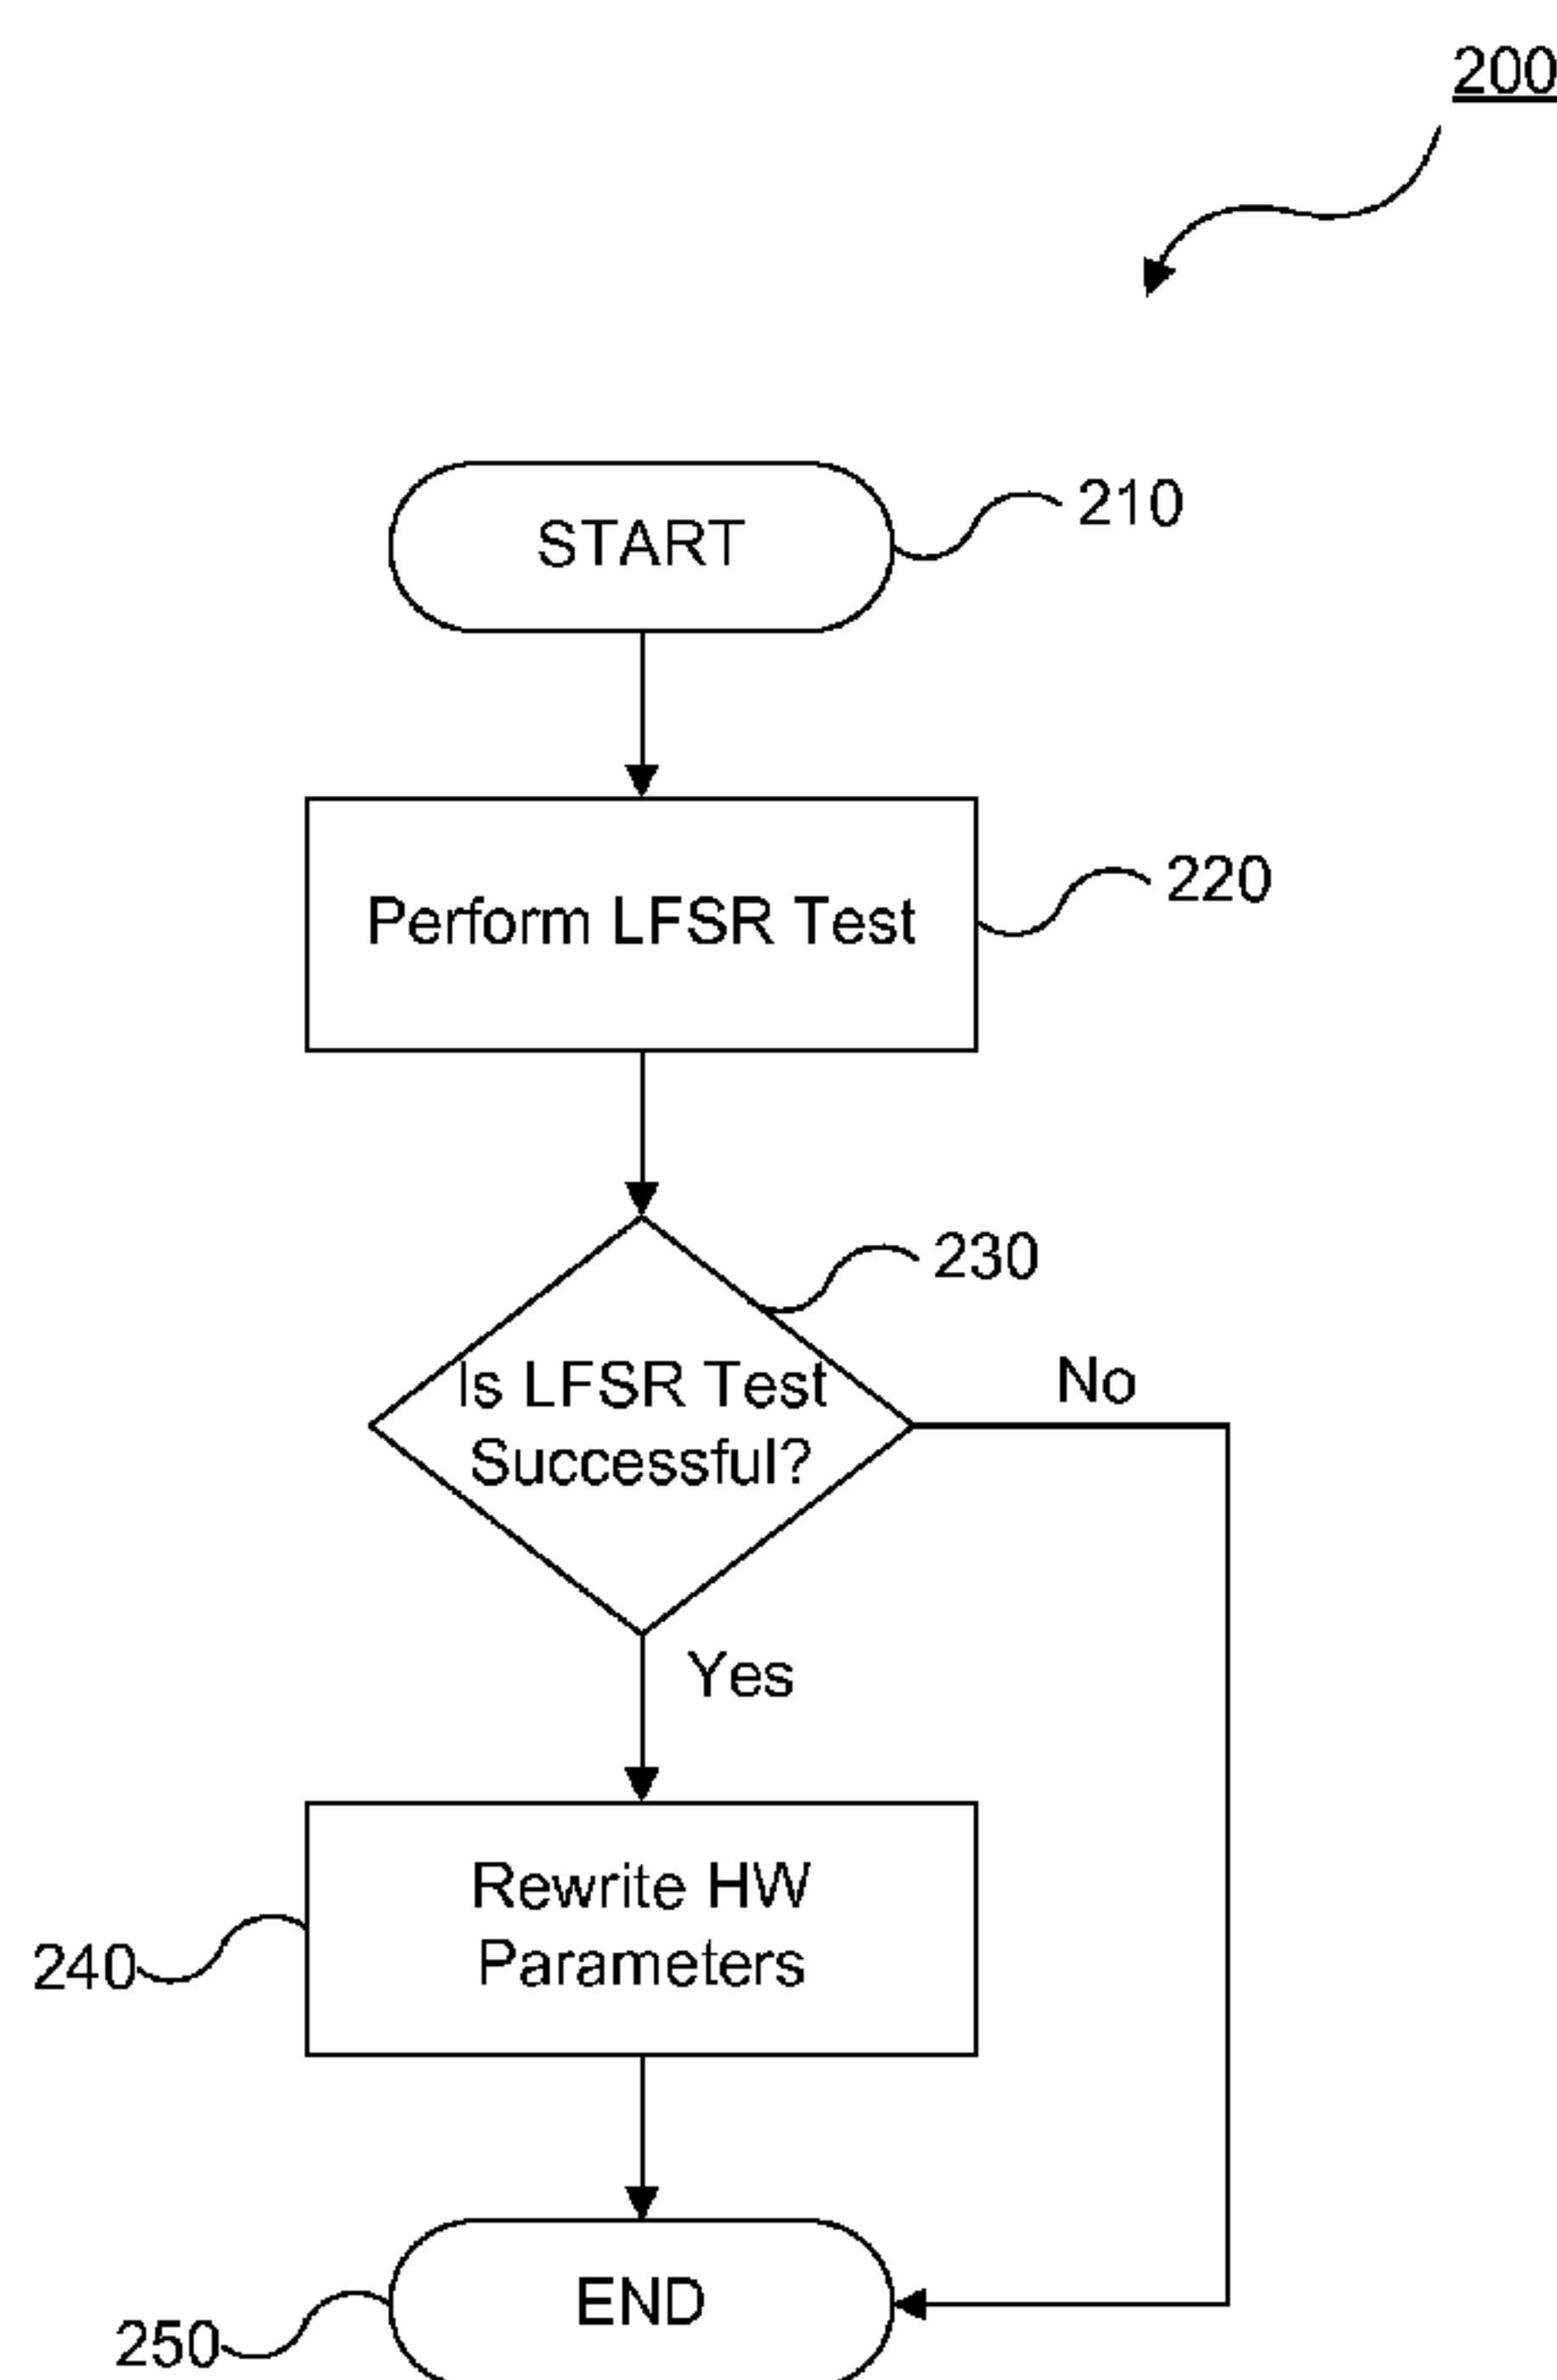 200
START
210
Perform LFSR Test
220
230
Is LFSR Test
Successful?
No
Yes
Rewrite HW
Parameters
240
END
250